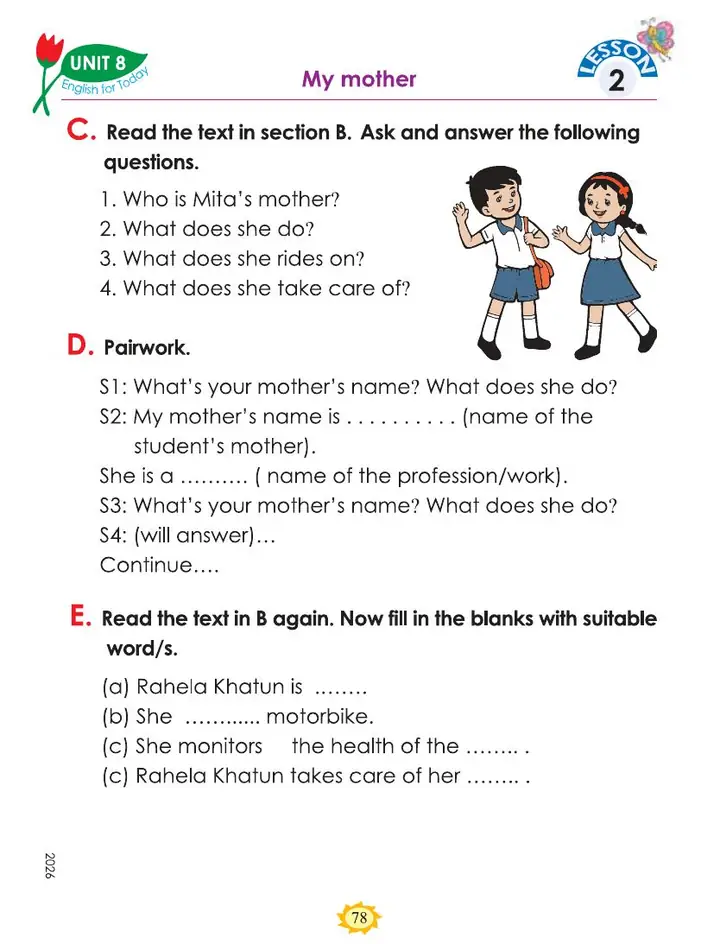 UNIT 8
English for Today
My mother
LESSON
2
C. Read the text in section B. Ask and answer the following
questions.
1. Who is Mita's mother?
2. What does she do?
3. What does she rides on?
4. What does she take care of?
D. Pairwork.
S1: What's your mother's name? What does she do?
S2: My mother's name is . . . . . . . . . . (name of the
student's mother).
She is a .......... ( name of the profession/work).
S3: What's your mother's name? What does she do?
S4: (will answer)...
Continue....
E. Read the text in B again. Now fill in the blanks with suitable
word/s.
(a) Rahela Khatun is ........
(b) She ............ motorbike.
(c) She monitors the health of the ........ .
(c) Rahela Khatun takes care of her ........ .
2026
78